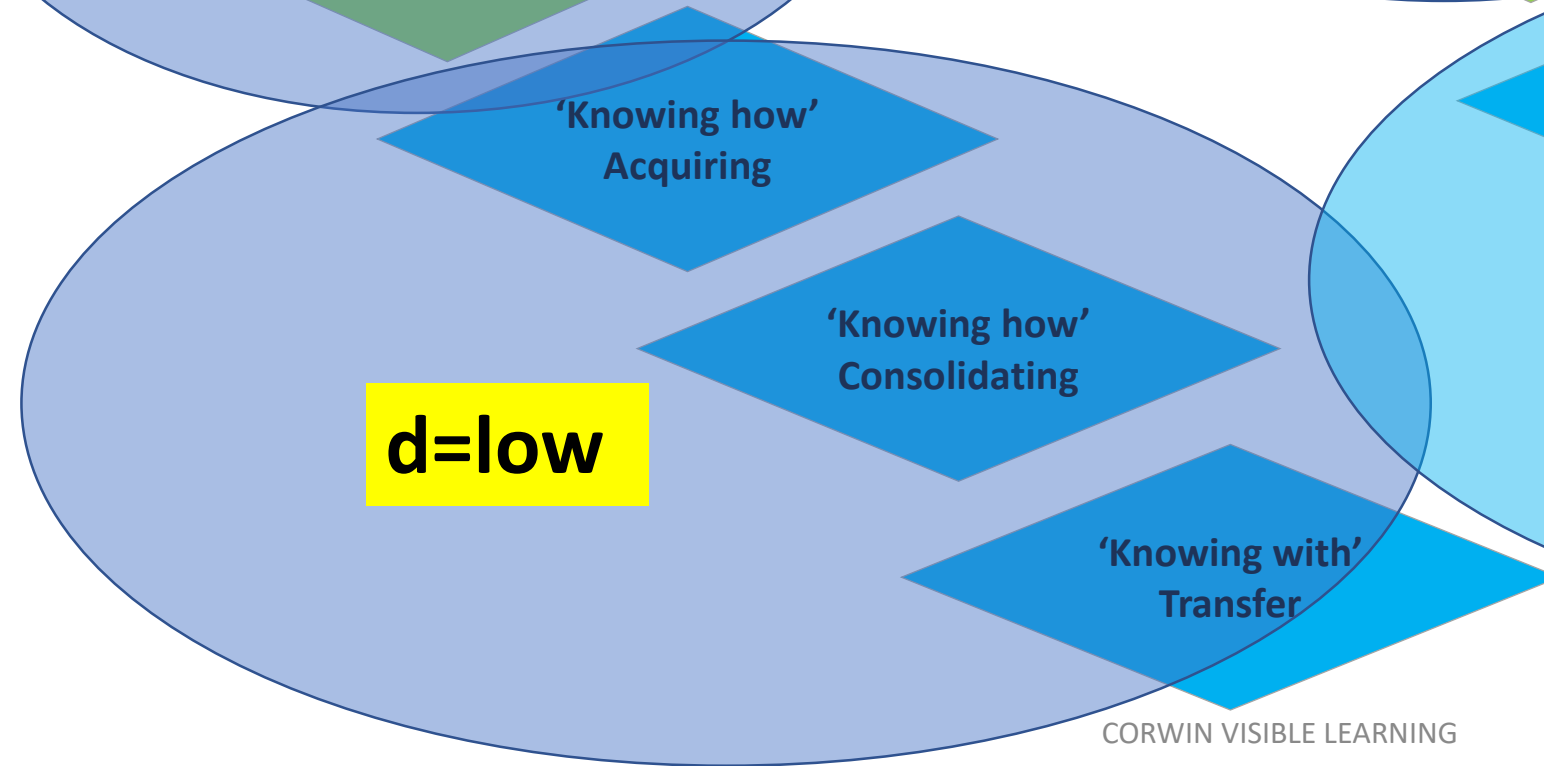 ‘Knowing how’
Acquiring
‘Knowing how’
Consolidating
d=low
‘Knowing with’
Transfer
CORWIN VISIBLE LEARNING